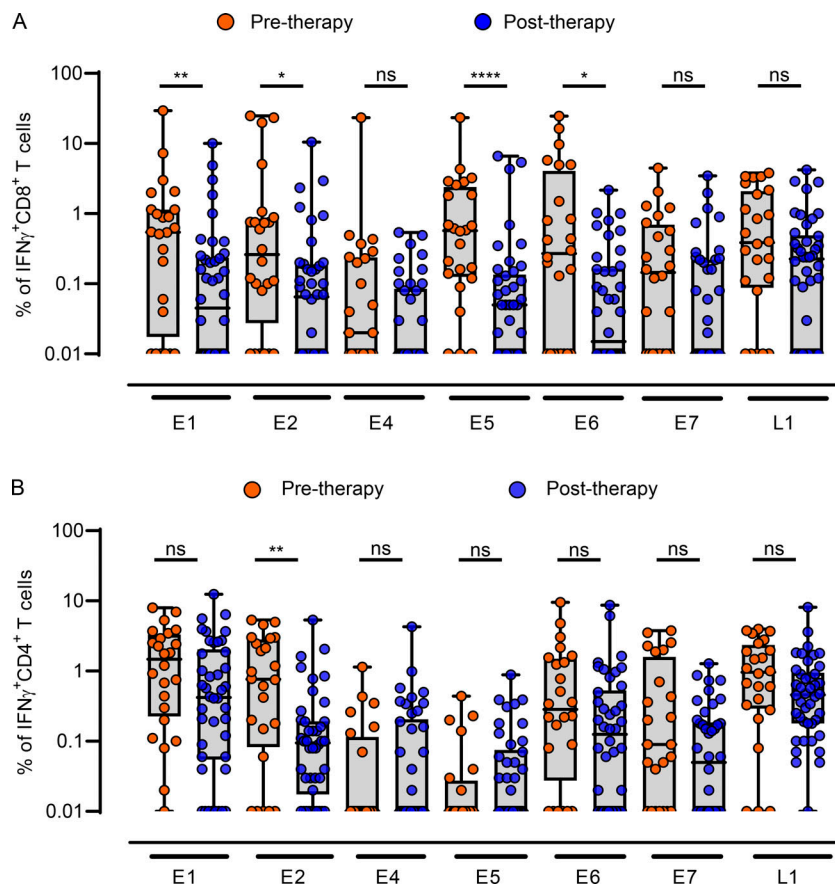 A
Pre-therapy Post-therapy
% of IFNγ⁺CD8⁺ T cells
100
10
1
0.1
0.01
** * ns **** * ns ns
E1 E2 E4 E5 E6 E7 L1
B
Pre-therapy Post-therapy
% of IFNγ⁺CD4⁺ T cells
100
10
1
0.1
0.01
ns ** ns ns ns ns ns
E1 E2 E4 E5 E6 E7 L1